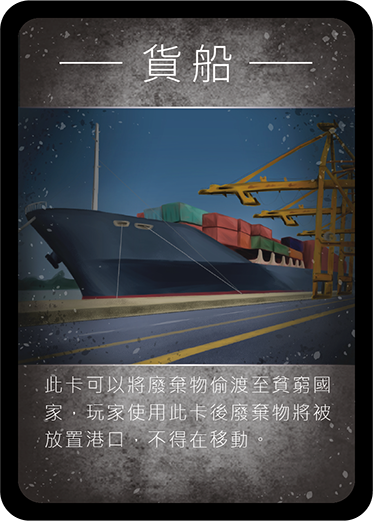 貨船
此卡可以將廢棄物偷渡至貧窮國
家，玩家使用此卡後廢棄物將被
放置港口，不得在移動。